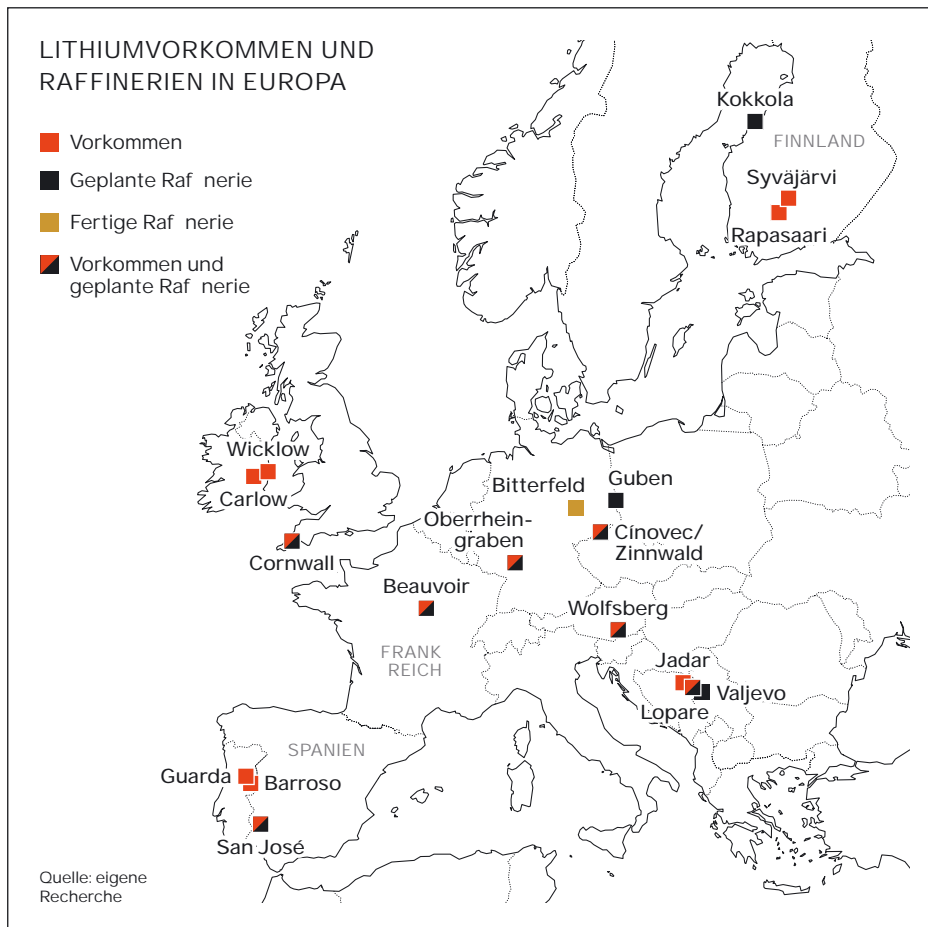 LITHIUMVORKOMMEN UND
RAFFINERIEN IN EUROPA
Vorkommen
Geplante Raf nerie
Fertige Raf nerie
Vorkommen und
geplante Raf nerie
Kokkola
FINNLAND
Syväjärvi
Rapasaari
Wicklow
Carlow
Cornwall
Bitterfeld
Guben
Oberrhein-
graben
Cínovec/
Zinnwald
Beauvoir
Wolfsberg
FRANK
REICH
Jadar
Valjevo
Lopare
SPANIEN
Guarda
Barroso
San José
Quelle: eigene
Recherche